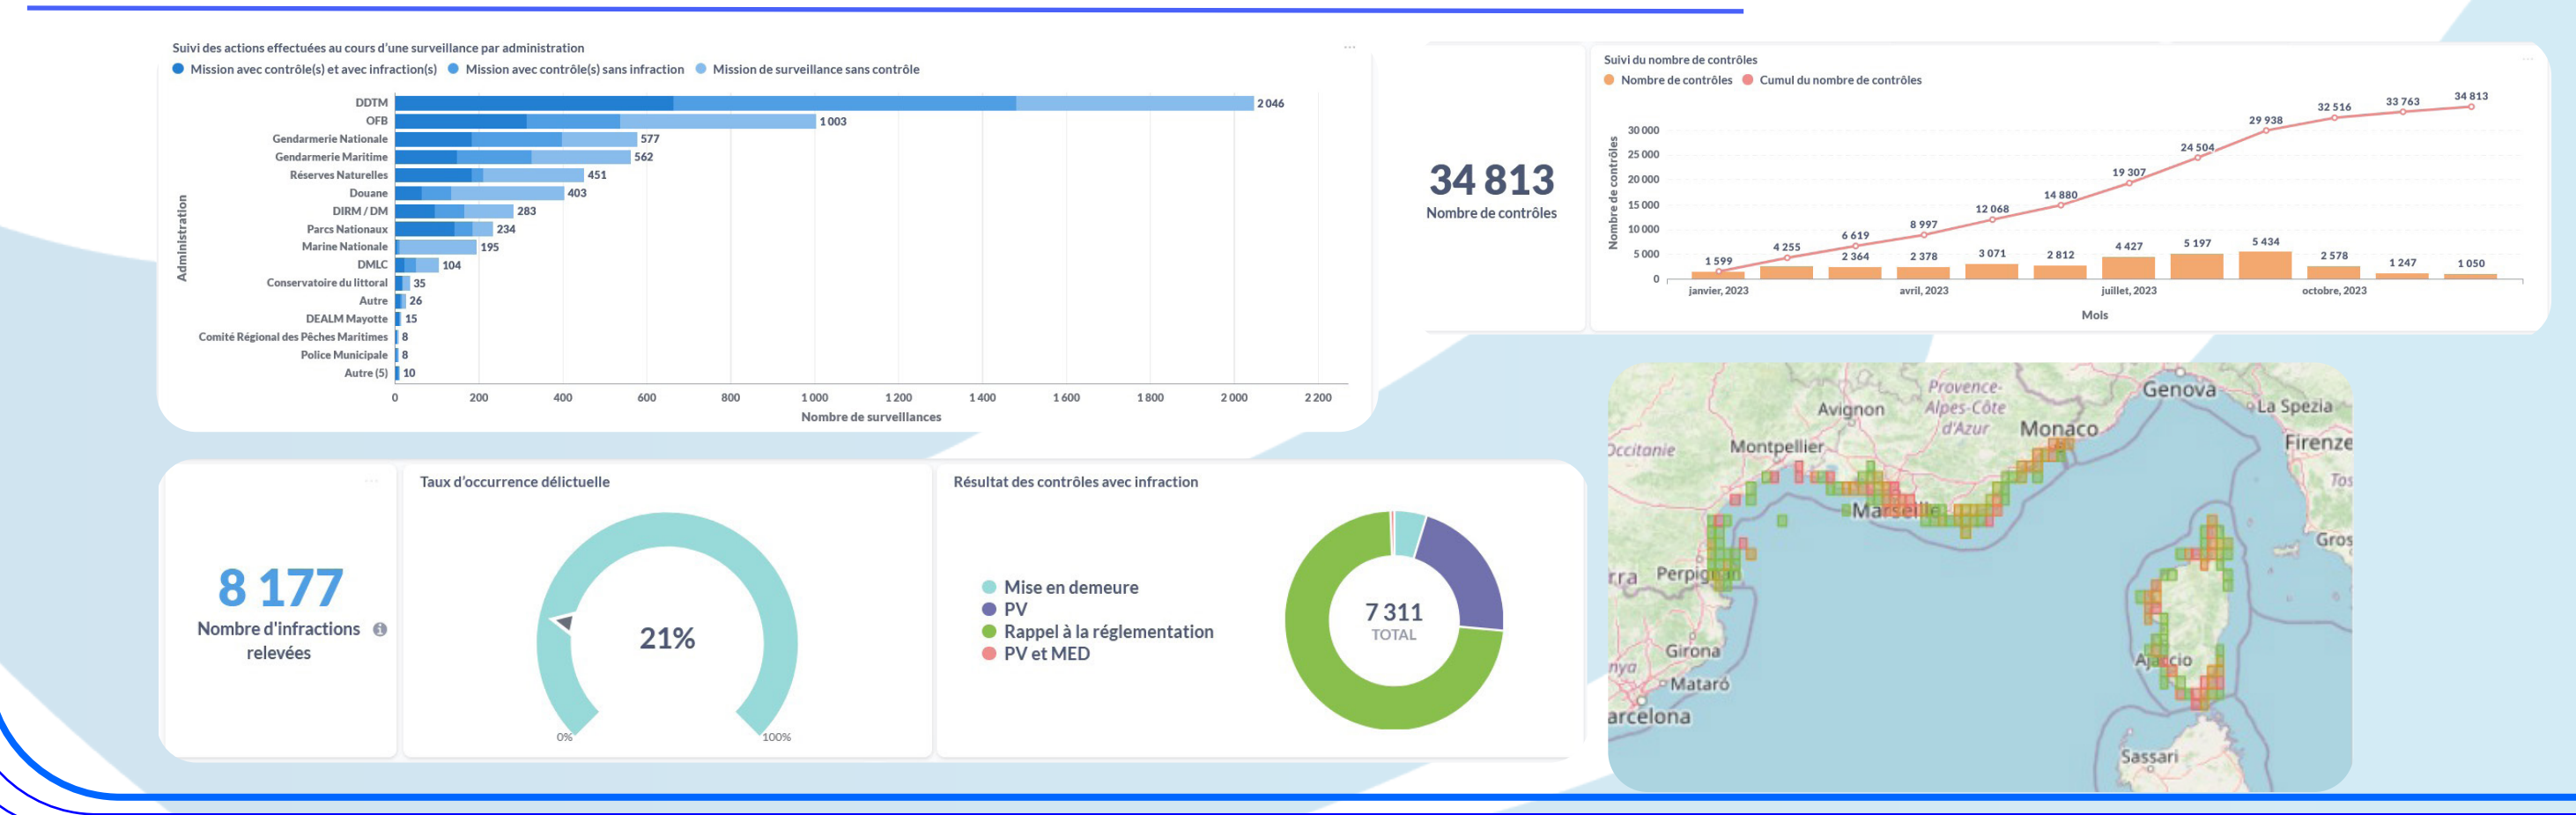 Suivi des actions effectuées au cours d'une surveillance par administration
Mission avec contrôle(s) et avec infraction(s) Mission avec contrôle(s) sans infraction Mission de surveillance sans contrôle
Administration
DDTM 2 046
OFB 1 003
Gendarmerie Nationale 577
Gendarmerie Maritime 562
Réserves Naturelles 451
Douane 403
DIRM / DM 283
Parcs Nationaux 234
Marine Nationale 195
DMLC 104
Conservatoire du littoral 35
Autre 26
DEALM Mayotte 15
Comité Régional des Pêches Maritimes 8
Police Municipale 8
Autre (5) 10
0 200 400 600 800 1 000 1 200 1 400 1 600 1 800 2 000 2 200
Nombre de surveillances
34 813
Nombre de contrôles
Suivi du nombre de contrôles
Nombre de contrôles Cumul du nombre de contrôles
Nombre de contrôles
30 000
25 000
20 000
15 000
10 000
5 000
0
1 599 4 255 6 619 8 997 12 068 14 880 19 307 24 504 29 938 32 516 33 763 34 813
2 364 2 378 3 071 2 812 4 427 5 197 5 434 2 578 1 247 1 050
janvier, 2023 avril, 2023 juillet, 2023 octobre, 2023
Mois
8 177
Nombre d'infractions
relevées
Taux d'occurrence délictuelle
21%
0% 100%
Résultat des contrôles avec infraction
Mise en demeure
PV
Rappel à la réglementation
PV et MED
7 311
TOTAL
Genova
La Spezia
Provence-
Alpes-Côte
d'Azur
Avignon
Monaco
Firenze
Montpellier
Occitanie
Tos
Marseille
Gros
rra
Perpignan
Girona
nya
Ajaccio
Mataró
arcelona
Sassari